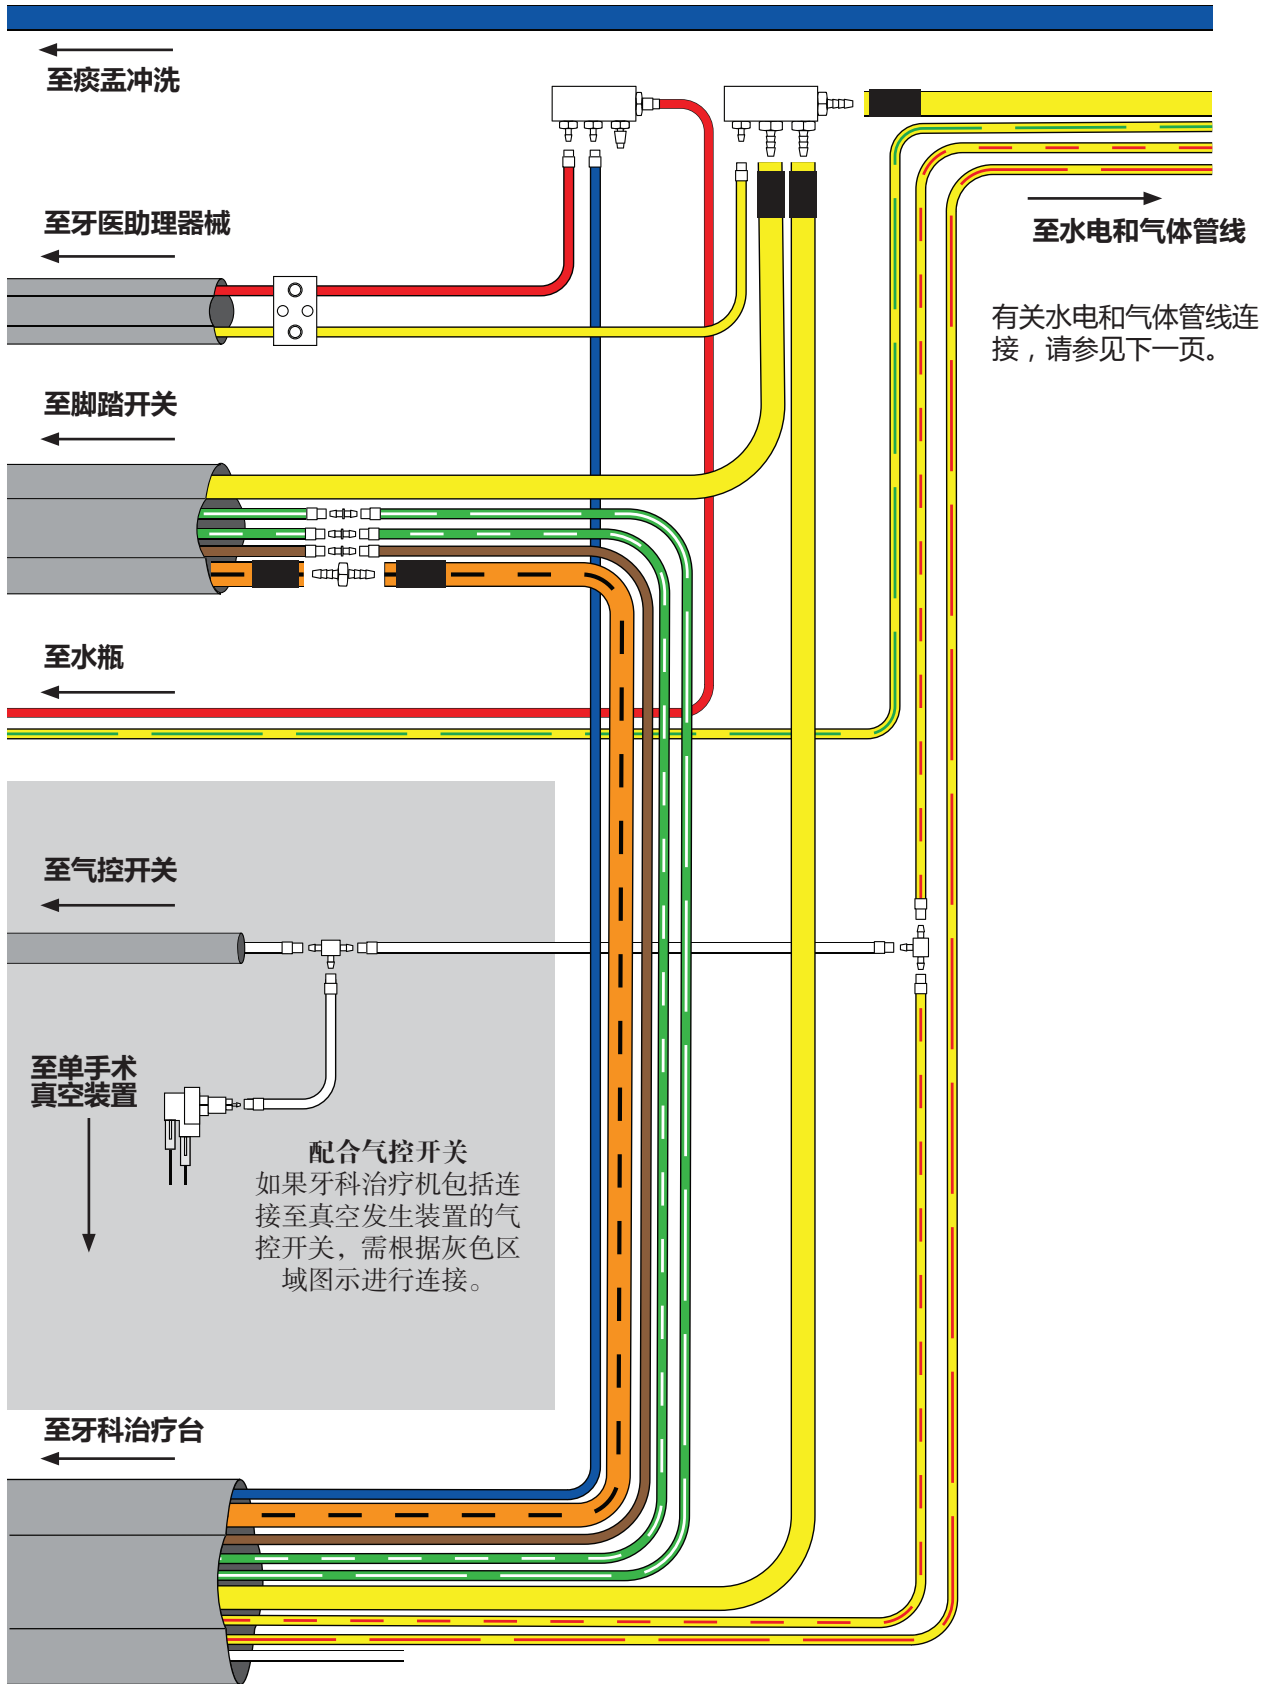 至痰盂冲洗
至牙医助理器械
至水电和气体管线
有关水电和气体管线连
接，请参见下一页。
至脚踏开关
至水瓶
至气控开关
至单手术
真空装置
配合气控开关
如果牙科治疗机包括连
接至真空发生装置的气
控开关，需根据灰色区
域图示进行连接。
至牙科治疗台